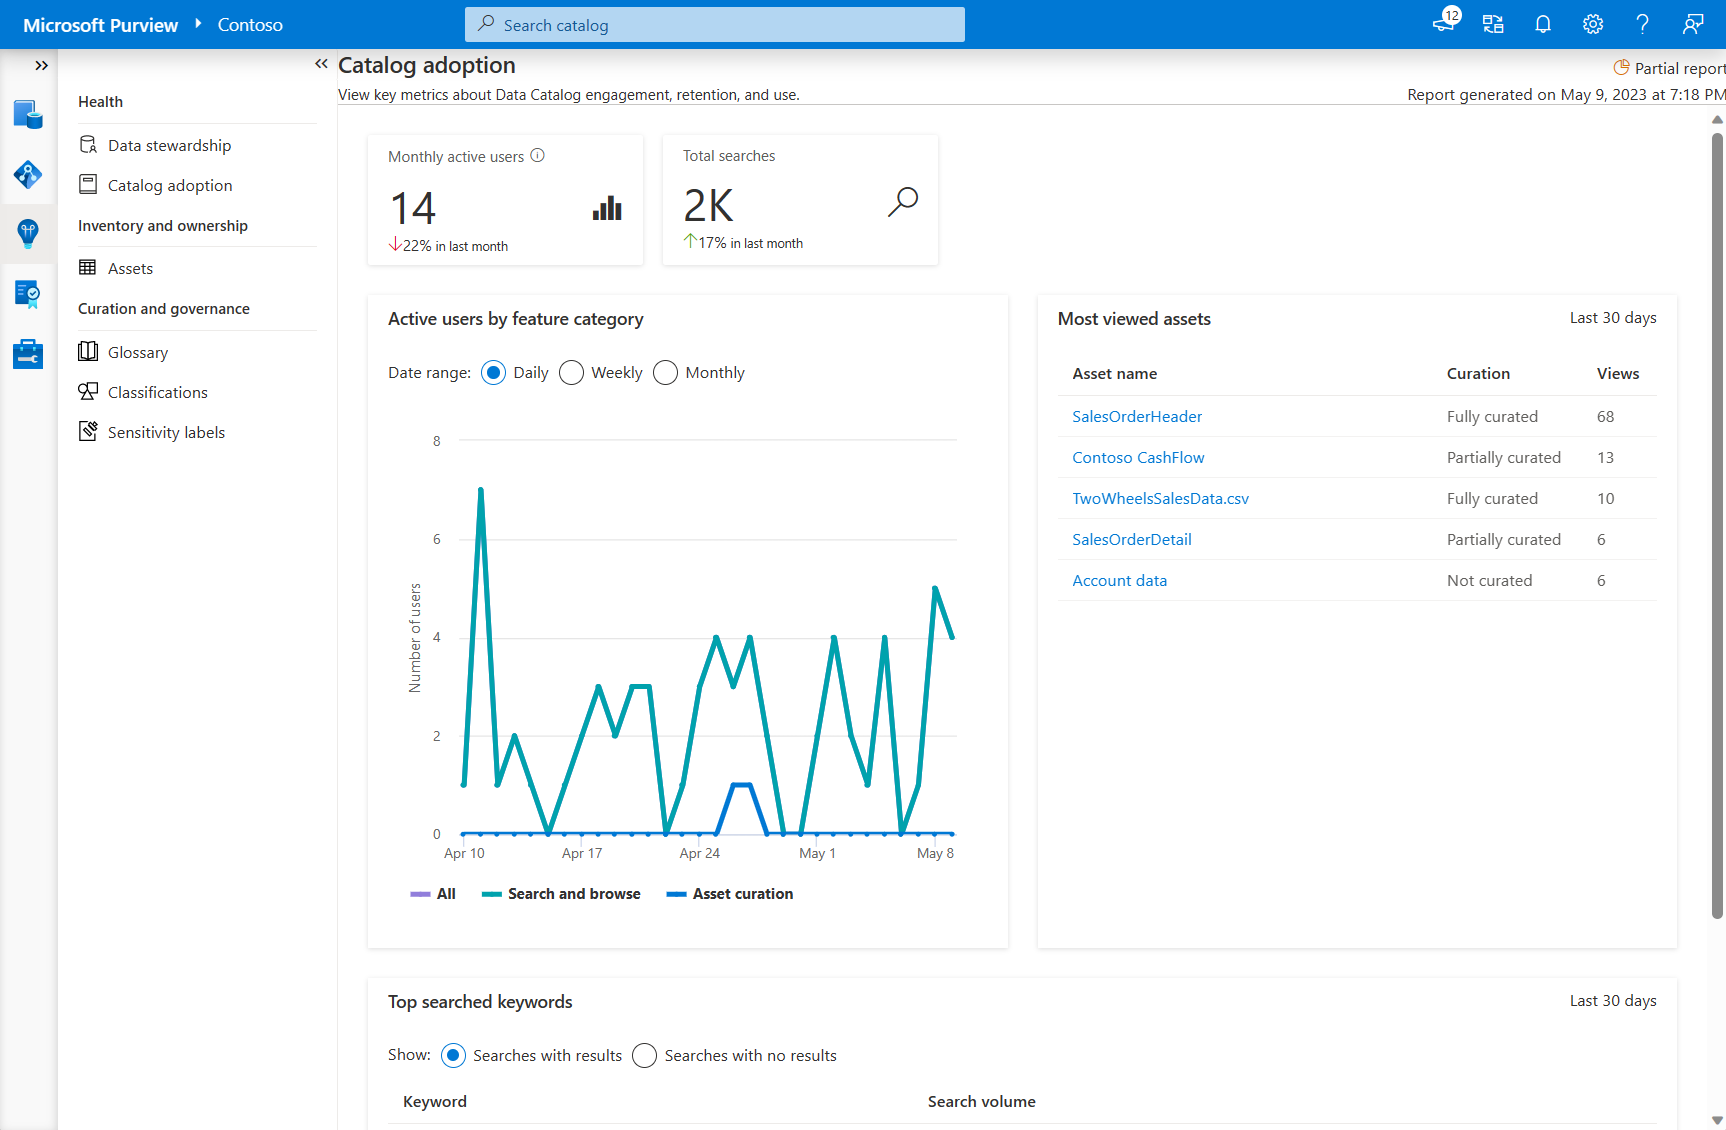 Microsoft Purview Contoso
Search catalog
12
Catalog adoption
Partial report
View key metrics about Data Catalog engagement, retention, and use.
Report generated on May 9, 2023 at 7:18 PM
Health
Data stewardship
Catalog adoption
Inventory and ownership
Assets
Curation and governance
Glossary
Classifications
Sensitivity labels
Monthly active users
14
22% in last month
Total searches
2K
17% in last month
Active users by feature category
Date range: Daily Weekly Monthly
Number of users
8
6
4
2
0
Apr 10 Apr 17 Apr 24 May 1 May 8
All Search and browse Asset curation
Most viewed assets Last 30 days
Asset name Curation Views
SalesOrderHeader Fully curated 68
Contoso CashFlow Partially curated 13
TwoWheelsSalesData.csv Fully curated 10
SalesOrderDetail Partially curated 6
Account data Not curated 6
Top searched keywords Last 30 days
Show: Searches with results Searches with no results
Keyword Search volume